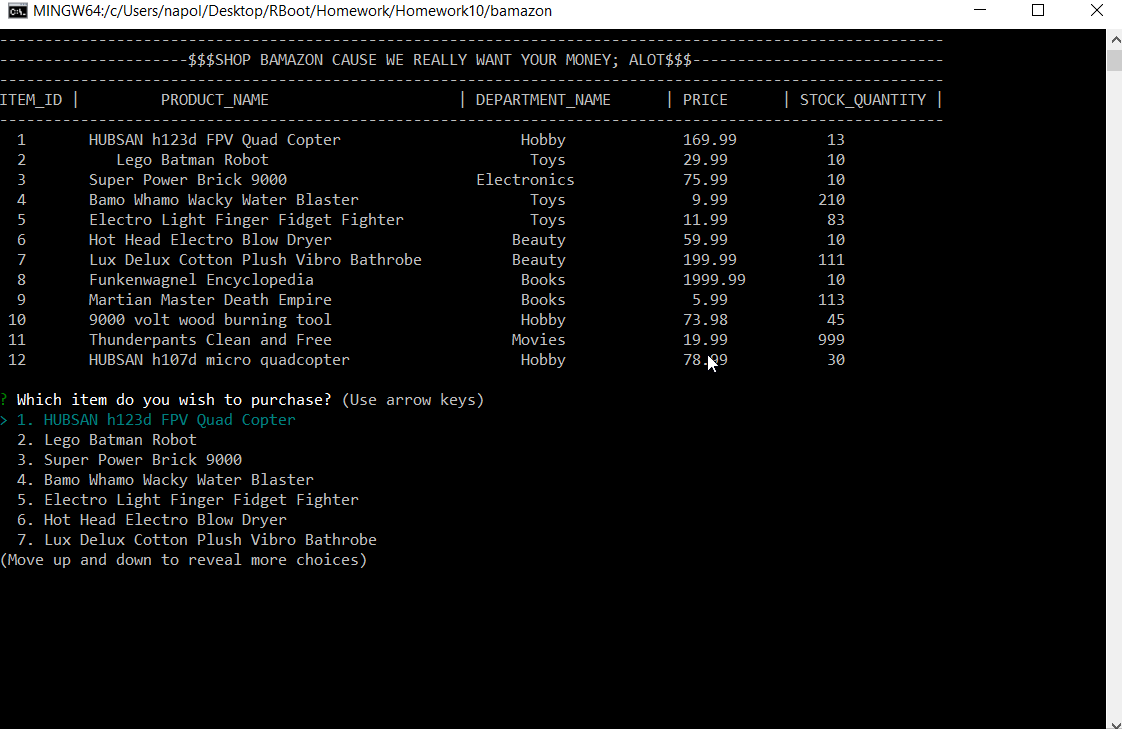 MINGW64:/c/Users/napol/Desktop/RBoot/Homework/Homework10/bamazon
---------------------------------------------------------------------------------------------------------
---------------------$$$SHOP BAMAZON CAUSE WE REALLY WANT YOUR MONEY; ALOT$$$----------------------------
---------------------------------------------------------------------------------------------------------
ITEM_ID | PRODUCT_NAME | DEPARTMENT_NAME | PRICE | STOCK_QUANTITY |
---------------------------------------------------------------------------------------------------------
1 HUBSAN h123d FPV Quad Copter Hobby 169.99 13
2 Lego Batman Robot Toys 29.99 10
3 Super Power Brick 9000 Electronics 75.99 10
4 Bamo Whamo Wacky Water Blaster Toys 9.99 210
5 Electro Light Finger Fidget Fighter Toys 11.99 83
6 Hot Head Electro Blow Dryer Beauty 59.99 10
7 Lux Delux Cotton Plush Vibro Bathrobe Beauty 199.99 111
8 Funkenwagnel Encyclopedia Books 1999.99 10
9 Martian Master Death Empire Books 5.99 113
10 9000 volt wood burning tool Hobby 73.98 45
11 Thunderpants Clean and Free Movies 19.99 999
12 HUBSAN h107d micro quadcopter Hobby 78.99 30
? Which item do you wish to purchase? (Use arrow keys)
> 1. HUBSAN h123d FPV Quad Copter
2. Lego Batman Robot
3. Super Power Brick 9000
4. Bamo Whamo Wacky Water Blaster
5. Electro Light Finger Fidget Fighter
6. Hot Head Electro Blow Dryer
7. Lux Delux Cotton Plush Vibro Bathrobe
(Move up and down to reveal more choices)